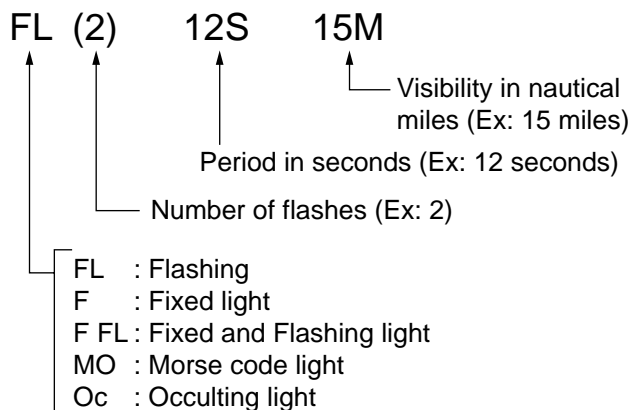 FL (2) 12S 15M
Visibility in nautical
miles (Ex: 15 miles)
Period in seconds (Ex: 12 seconds)
Number of flashes (Ex: 2)
FL : Flashing
F : Fixed light
F FL : Fixed and Flashing light
MO : Morse code light
Oc : Occulting light